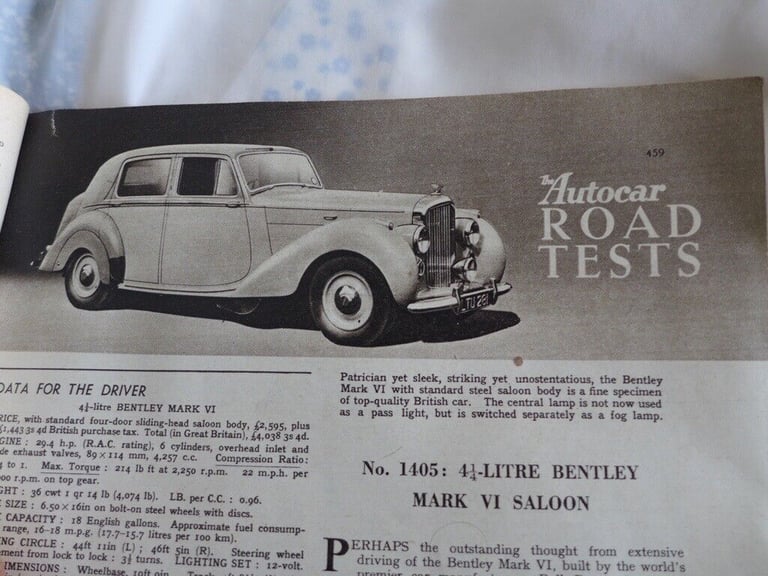 459
The Autocar
ROAD
TESTS
LTU 281
DATA FOR THE DRIVER
4½-litre BENTLEY MARK VI
RICE, with standard four-door sliding-head saloon body, £2,595, plus
£1,443 3s 4d British purchase tax. Total (in Great Britain), £4,038 3s 4d.
GINE : 29.4 h.p. (R.A.C. rating), 6 cylinders, overhead inlet and
de exhaust valves, 89 × 114 mm, 4,257 c.c. Compression Ratio:
4 to 1. Max. Torque : 214 lb ft at 2,250 r.p.m. 22 m.p.h. per
00 r.p.m. on top gear.
GHT : 36 cwt 1 qr 14 lb (4,074 lb). LB. per C.C. : 0.96.
E SIZE : 6.50 × 16in on bolt-on steel wheels with discs.
K CAPACITY : 18 English gallons. Approximate fuel consump-
range, 16-18 m.p.g. (17.7-15.7 litres per 100 km).
NG CIRCLE : 44ft 11in (L) ; 46ft 5in (R). Steering wheel
ement from lock to lock : 3½ turns. LIGHTING SET : 12-volt.
IMENSIONS : Wheelbase, 10ft 0in.
Patrician yet sleek, striking yet unostentatious, the Bentley
Mark VI with standard steel saloon body is a fine specimen
of top-quality British car. The central lamp is not now used
as a pass light, but is switched separately as a fog lamp.
No. 1405: 4¼-LITRE BENTLEY
MARK VI SALOON
PERHAPS the outstanding thought from extensive
driving of the Bentley Mark VI, built by the world's